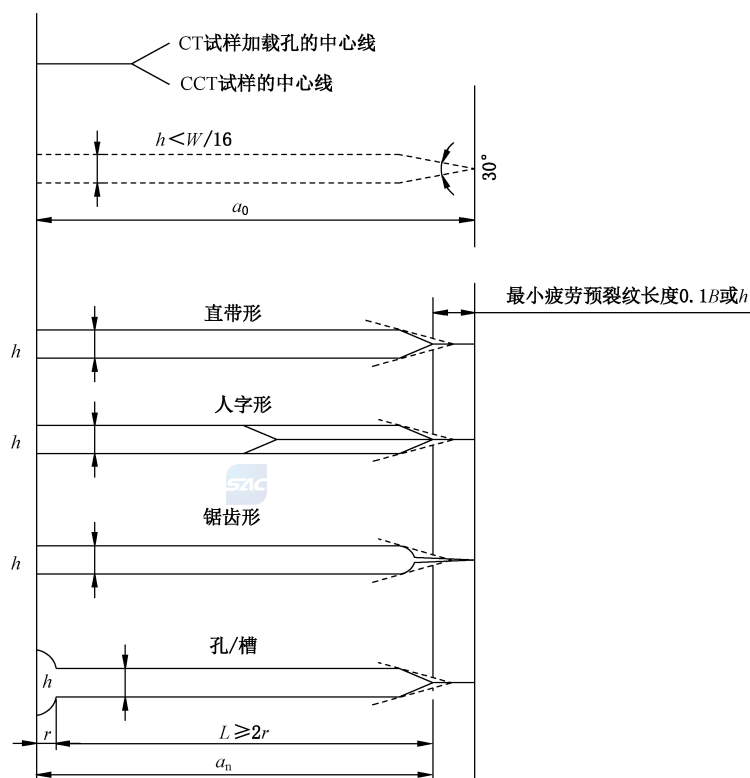 CT试样加载孔的中心线
CCT试样的中心线
h＜W/16
30°
a₀
最小疲劳预裂纹长度0.1B或h
直带形
h
人字形
h
SAC
锯齿形
h
孔/槽
h
r
L≥2r
aₙ